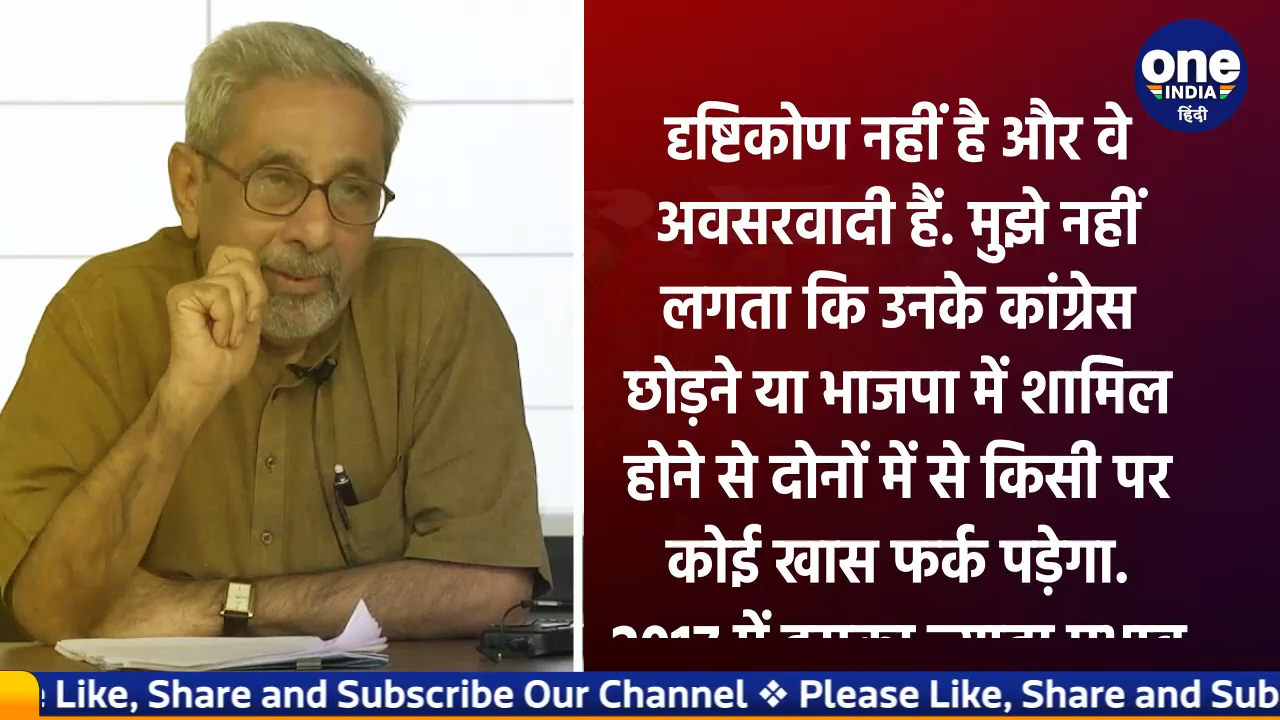 one
INDIA
हिंदी
दृष्टिकोण नहीं है और वे
अवसरवादी हैं. मुझे नहीं
लगता कि उनके कांग्रेस
छोड़ने या भाजपा में शामिल
होने से दोनों में से किसी पर
कोई खास फर्क पड़ेगा.
2017 में
Like, Share and Subscribe Our Channel ❖ Please Like, Share and Sub